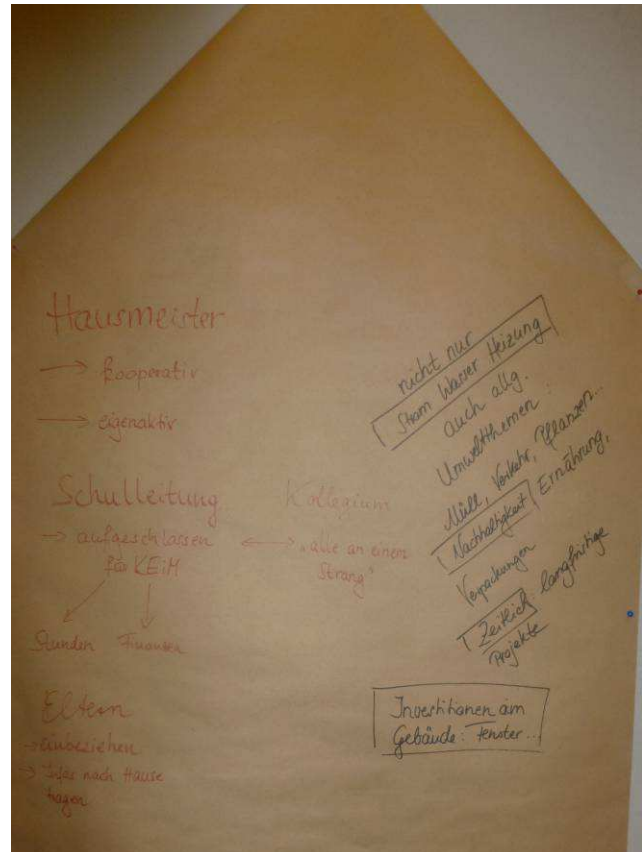 Hausmeister
→ kooperativ
→ eigenaktiv
Schulleitung
→ aufgeschlossen
für KEiM
Stunden Finanzen
Kollegium
↔ „alle an einen
Strang"
Eltern
→ einbeziehen
→ Infos nach Hause
tragen
nicht nur
Strom Wasser Heizung
auch allg.
Umweltthemen:
Müll, Verkehr, Pflanzen...
Nachhaltigkeit Ernährung,
Verpackungen
Zeitlich: langfristige
Projekte
Investitionen am
Gebäude: Fenster...